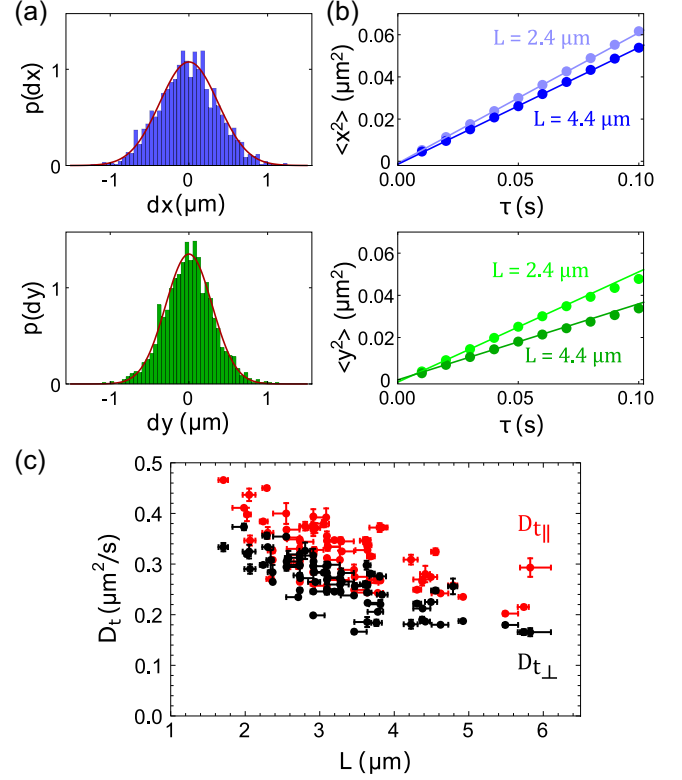 (a)
p(dx)
1
0
-1
0
1
dx(μm)
(b)
<x²> (μm²)
0.06
0.04
0.02
0
L = 2.4 μm
L = 4.4 μm
0.00
0.05
0.10
τ (s)
p(dy)
1
0
-1
0
1
dy (μm)
<y²> (μm²)
0.06
0.04
0.02
0
L = 2.4 μm
L = 4.4 μm
0.00
0.05
0.10
τ (s)
(c)
Dt (μm²/s)
0.5
0.4
0.3
0.2
0.1
0.0
Dt∥
Dt⊥
1
2
3
4
5
6
L (μm)